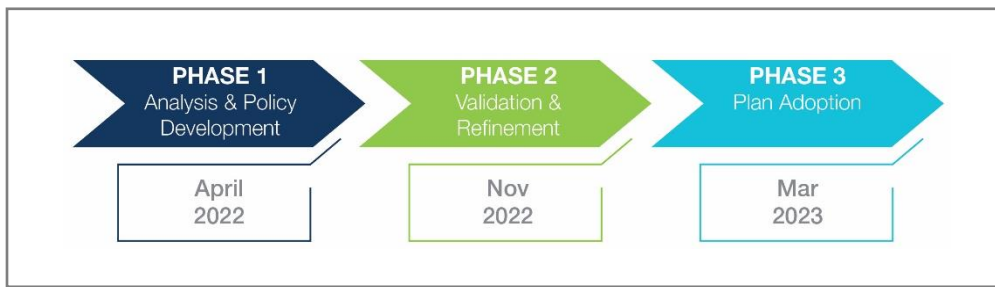 PHASE 1
Analysis & Policy
Development
PHASE 2
Validation &
Refinement
PHASE 3
Plan Adoption
April
2022
Nov
2022
Mar
2023